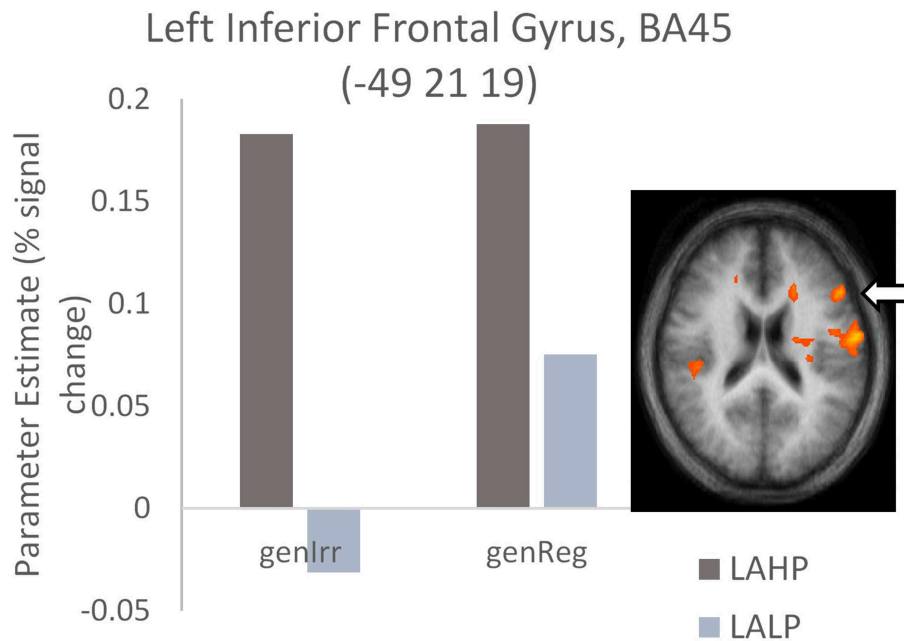 Left Inferior Frontal Gyrus, BA45
(-49 21 19)
Parameter Estimate (% signal
change)
0.2
0.15
0.1
0.05
0
-0.05
genIrr
genReg
LAHP
LALP